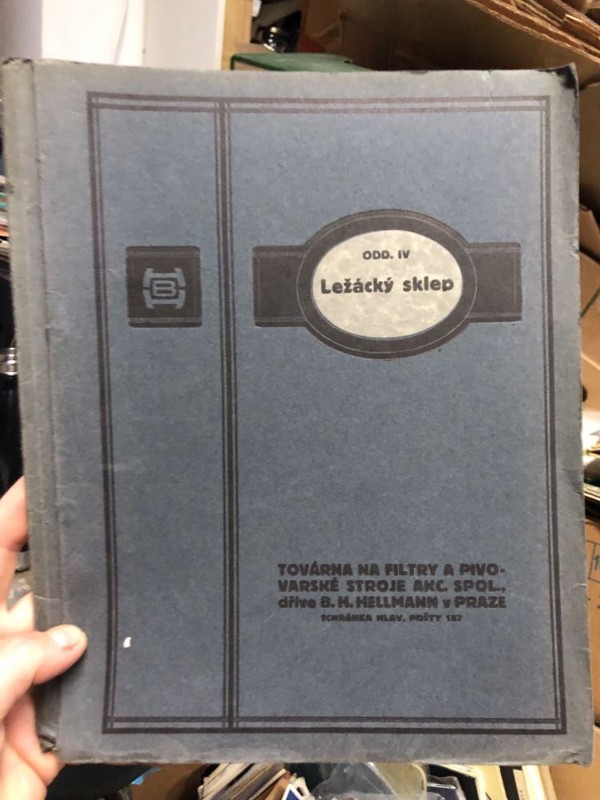 ODD. IV
Ležácký sklep
B
TOVÁRNA NA FILTRY A PIVO-
VARSKÉ STROJE AKC. SPOL.,
dříve B. H. HELLMANN v PRAZE
SCHRÁNKA HLAV. POŠTY 187